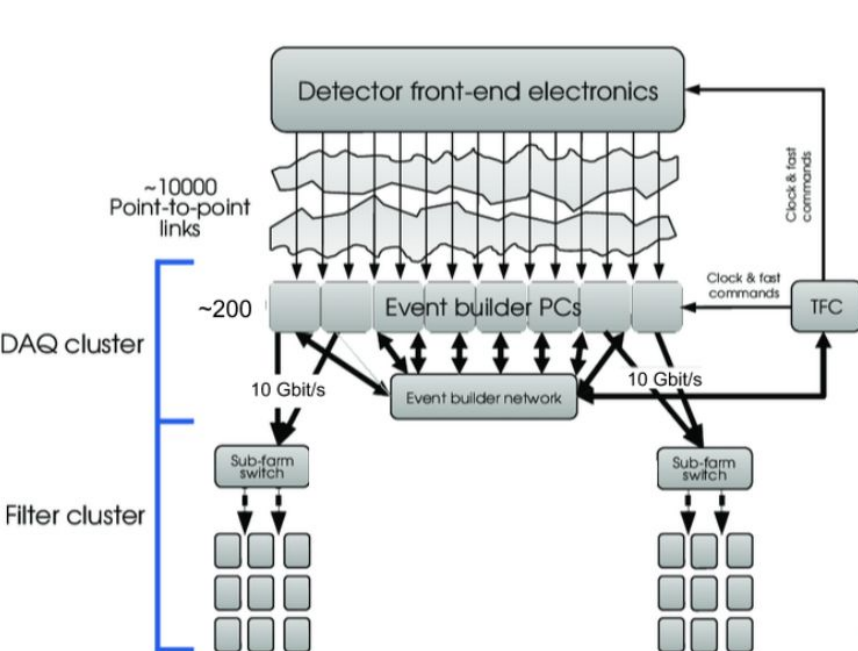 Detector front-end electronics
Clock & fast
commands
~10000
Point-to-point
links
Clock & fast
commands
~200
Event builder PCs
TFC
DAQ cluster
10 Gbit/s
10 Gbit/s
Event builder network
Sub-farm
switch
Sub-farm
switch
Filter cluster